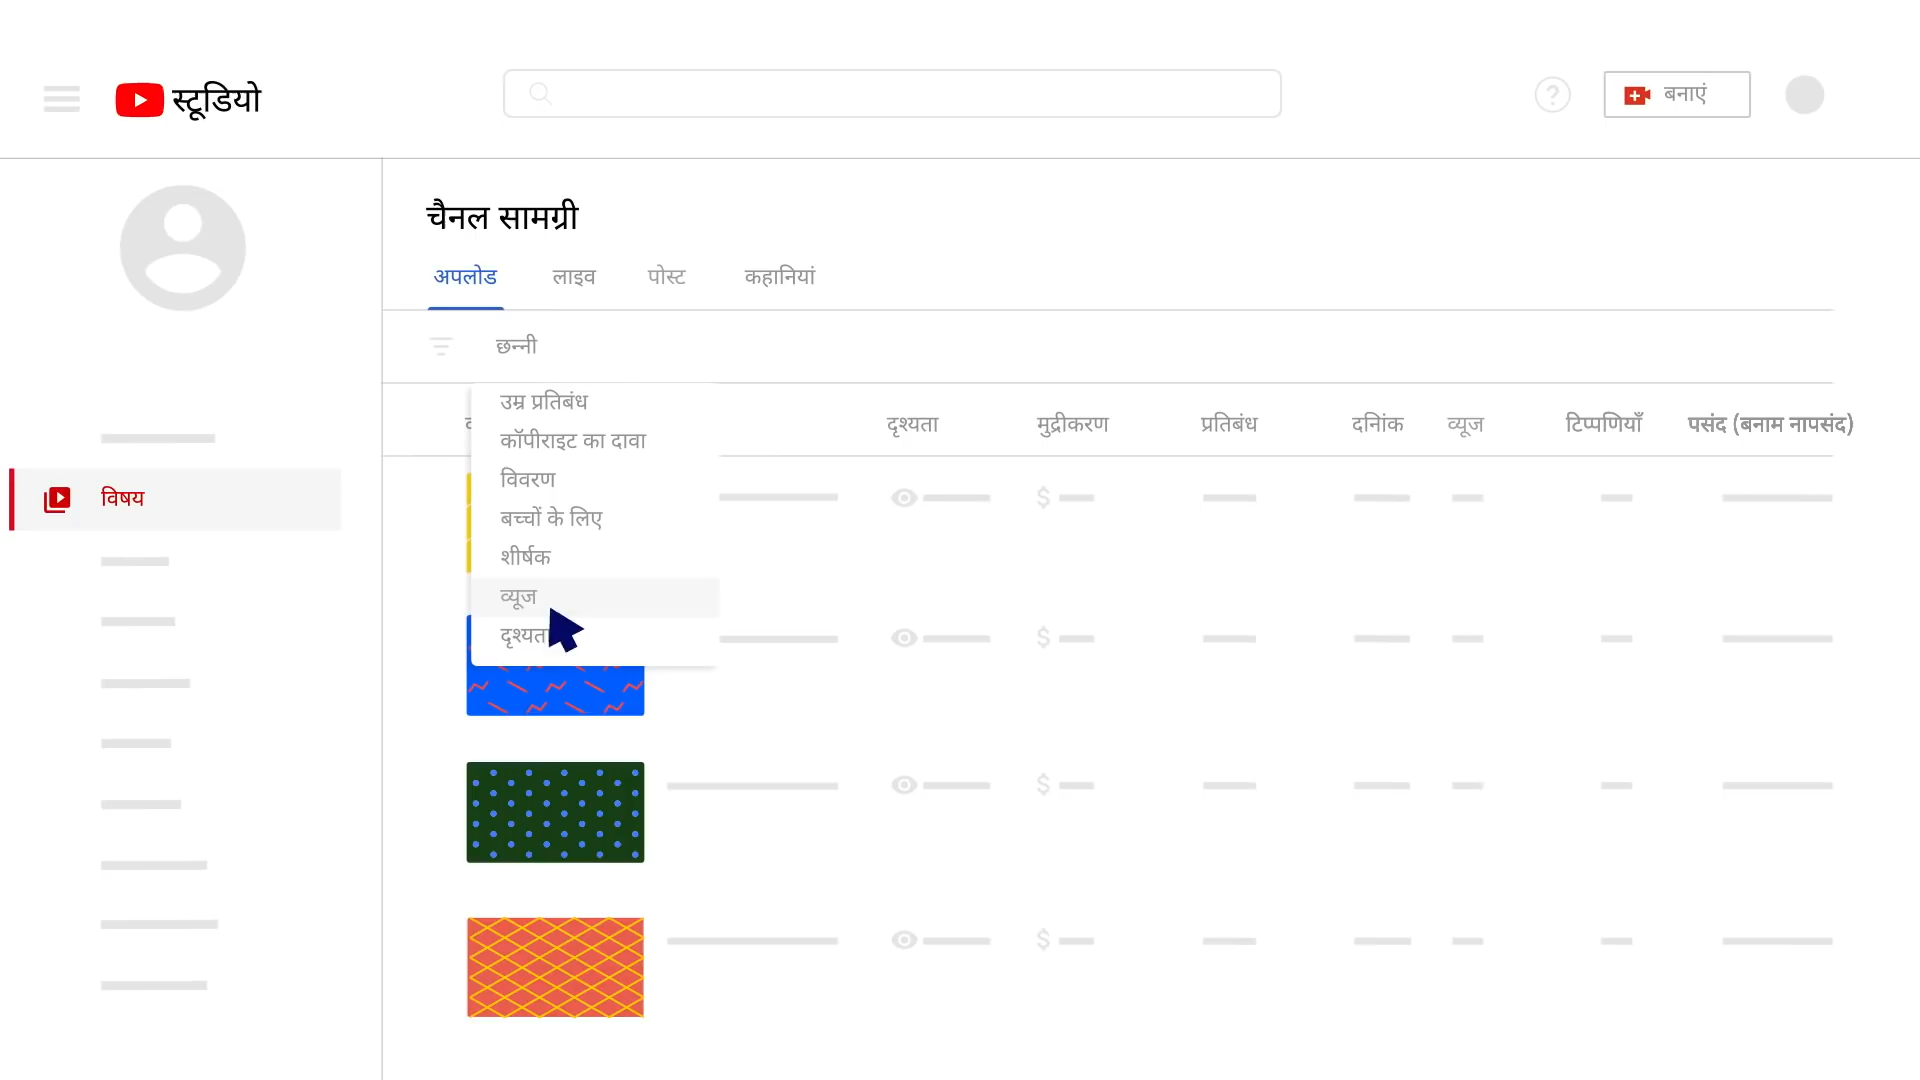 स्टूडियो
बनाएं
चैनल सामग्री
अपलोड लाइव पोस्ट कहानियां
छन्नी
दृश्यता मुद्रीकरण प्रतिबंध दनिांक व्यूज टिप्पणियाँ पसंद (बनाम नापसंद)
उम्र प्रतिबंध
कॉपीराइट का दावा
विवरण
बच्चों के लिए
शीर्षक
व्यूज
दृश्यता
विषय